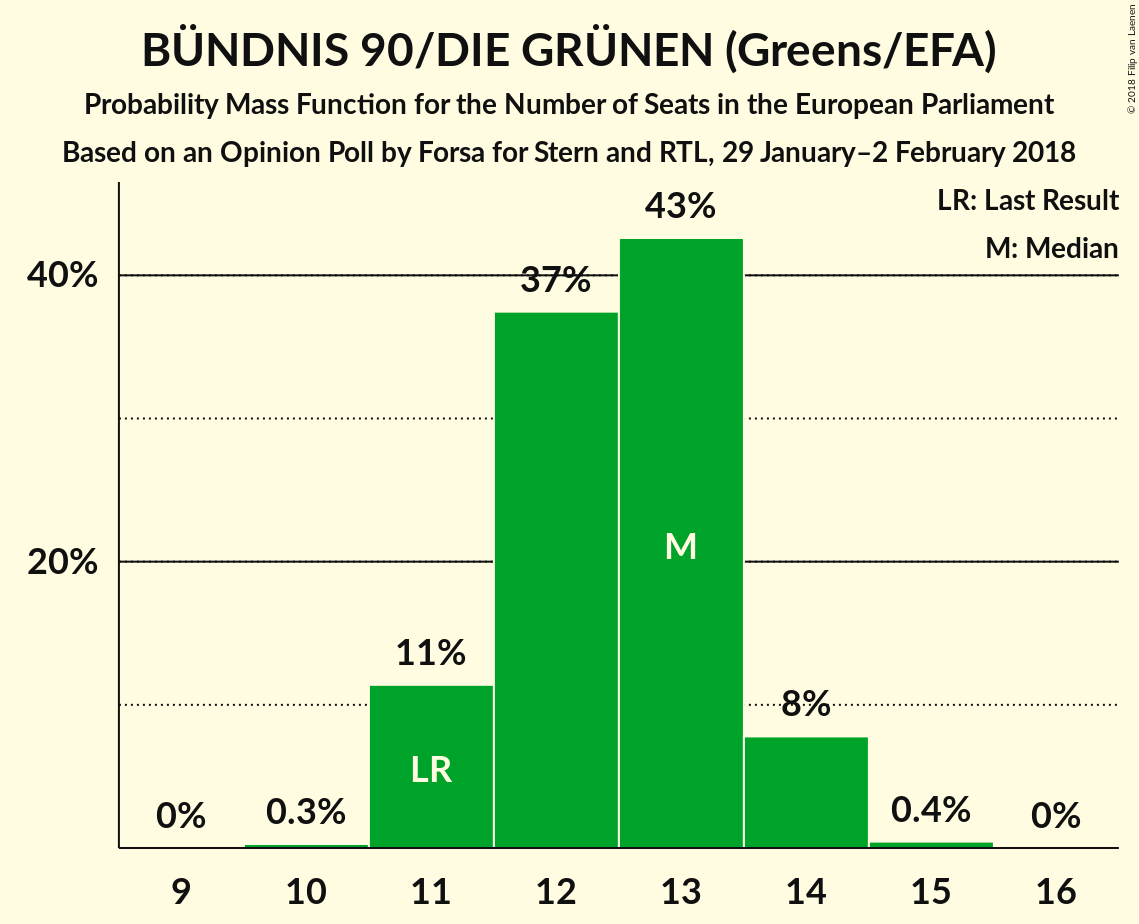 BÜNDNIS 90/DIE GRÜNEN (Greens/EFA)
Probability Mass Function for the Number of Seats in the European Parliament
Based on an Opinion Poll by Forsa for Stern and RTL, 29 January–2 February 2018
© 2018 Filip van Laenen
LR: Last Result
M: Median
43%
40%
37%
M
20%
11%
8%
LR
0%
0.3%
0.4%
0%
9
10
11
12
13
14
15
16